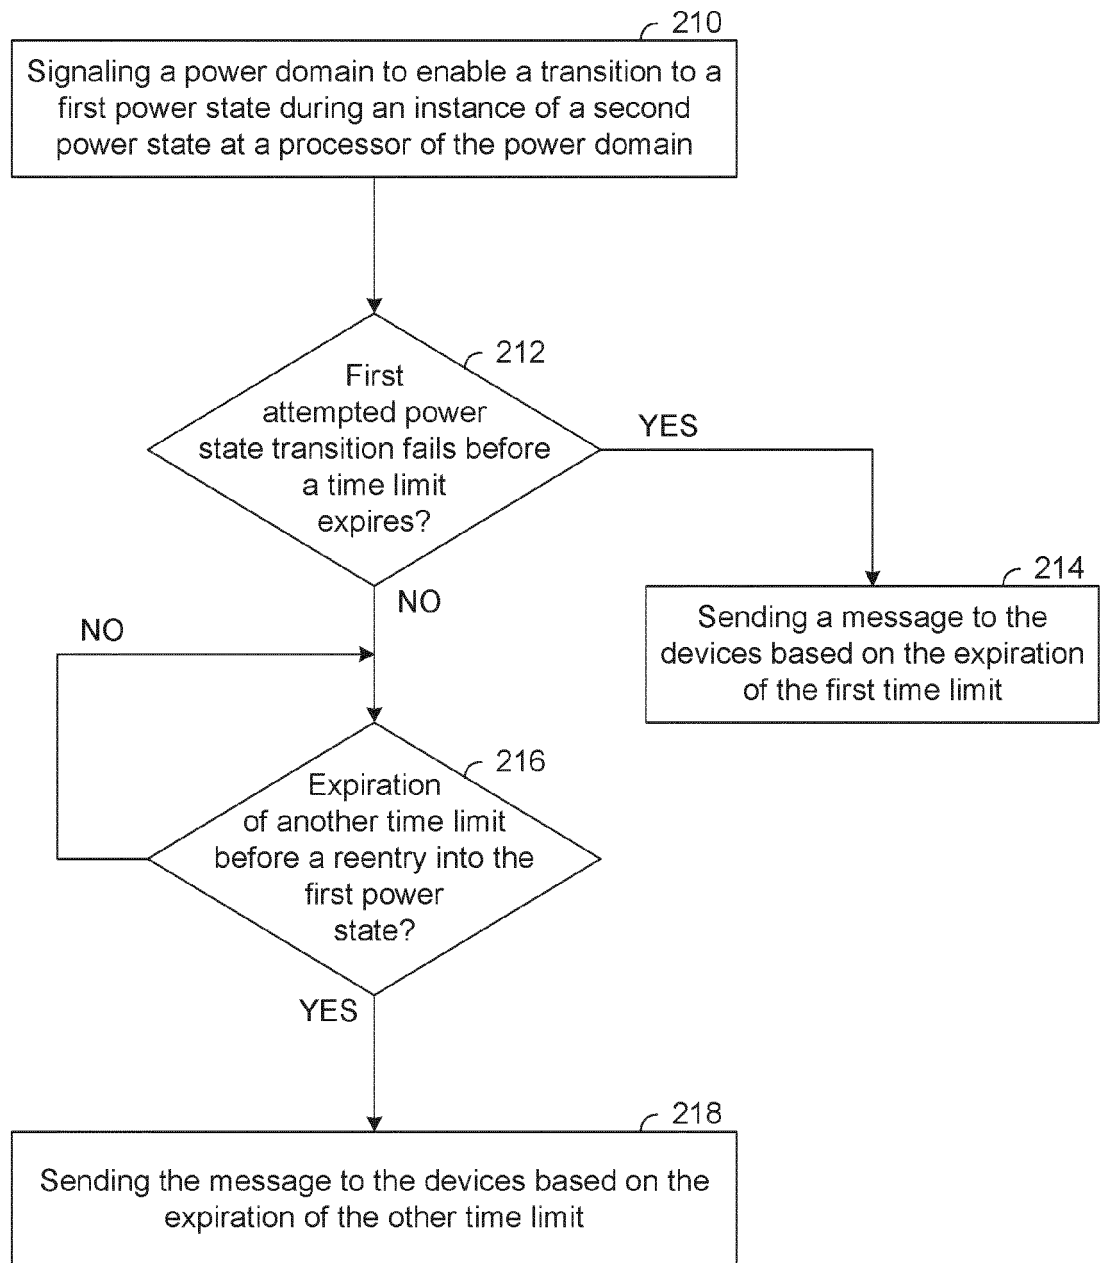 210
Signaling a power domain to enable a transition to a
first power state during an instance of a second
power state at a processor of the power domain
212
First
attempted power
state transition fails before
a time limit
expires?
YES
NO
214
Sending a message to the
devices based on the expiration
of the first time limit
NO
216
Expiration
of another time limit
before a reentry into the
first power
state?
YES
218
Sending the message to the devices based on the
expiration of the other time limit